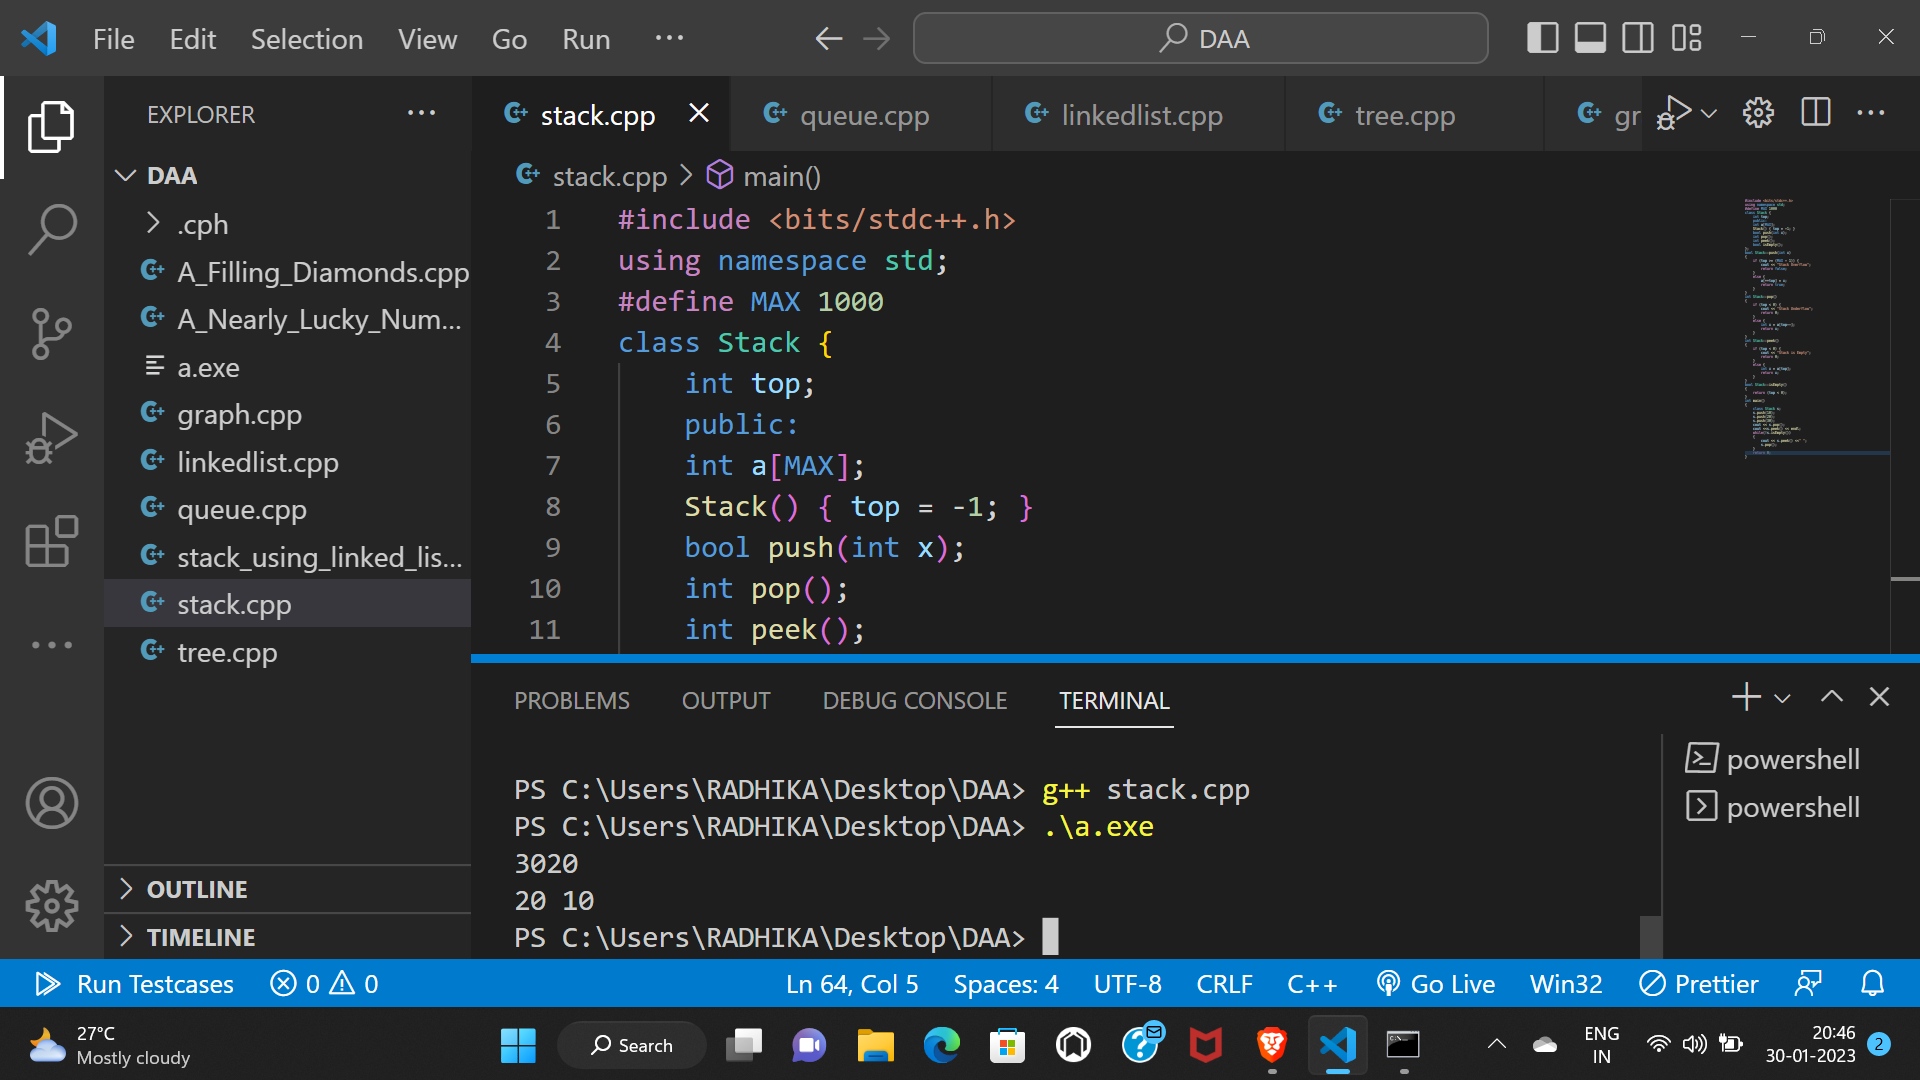 File Edit Selection View Go Run ...
DAA
EXPLORER
stack.cpp
queue.cpp
linkedlist.cpp
tree.cpp
gr
DAA
.cph
A_Filling_Diamonds.cpp
A_Nearly_Lucky_Num...
a.exe
graph.cpp
linkedlist.cpp
queue.cpp
stack_using_linked_lis...
stack.cpp
tree.cpp
OUTLINE
TIMELINE
stack.cpp > main()
1 #include <bits/stdc++.h>
2 using namespace std;
3 #define MAX 1000
4 class Stack {
5 int top;
6 public:
7 int a[MAX];
8 Stack() { top = -1; }
9 bool push(int x);
10 int pop();
11 int peek();
PROBLEMS OUTPUT DEBUG CONSOLE TERMINAL
PS C:\Users\RADHIKA\Desktop\DAA> g++ stack.cpp
PS C:\Users\RADHIKA\Desktop\DAA> .\a.exe
3020
20 10
PS C:\Users\RADHIKA\Desktop\DAA>
powershell
powershell
Run Testcases 0 0 Ln 64, Col 5 Spaces: 4 UTF-8 CRLF C++ Go Live Win32 Prettier
27°C
Mostly cloudy
Search
ENG
IN
20:46
30-01-2023
2